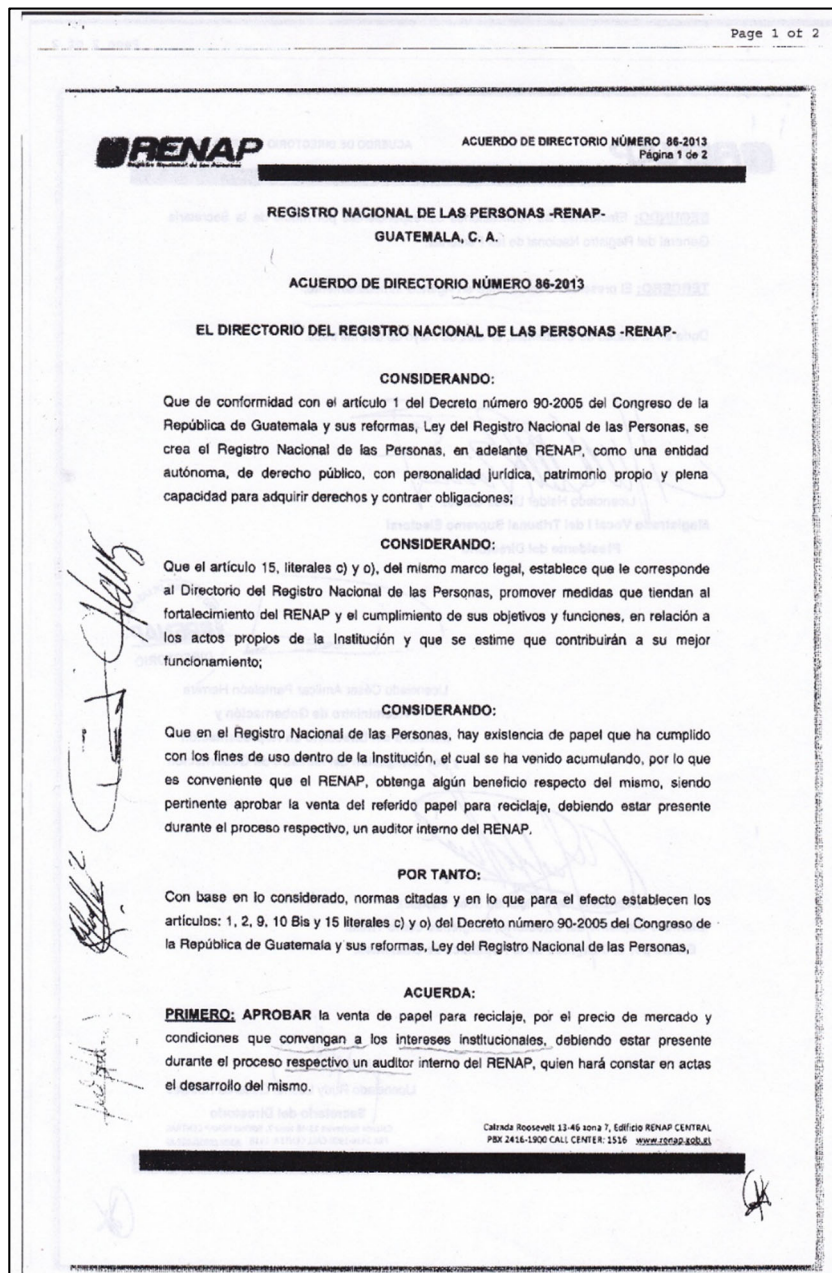 Page 1 of 2
RENAP
Registro Nacional de las Personas
ACUERDO DE DIRECTORIO NÚMERO 86-2013
Página 1 de 2
REGISTRO NACIONAL DE LAS PERSONAS -RENAP-
GUATEMALA, C. A.
ACUERDO DE DIRECTORIO NÚMERO 86-2013
EL DIRECTORIO DEL REGISTRO NACIONAL DE LAS PERSONAS -RENAP-
CONSIDERANDO:
Que de conformidad con el artículo 1 del Decreto número 90-2005 del Congreso de la
República de Guatemala y sus reformas, Ley del Registro Nacional de las Personas, se
crea el Registro Nacional de las Personas, en adelante RENAP, como una entidad
autónoma, de derecho público, con personalidad jurídica, patrimonio propio y plena
capacidad para adquirir derechos y contraer obligaciones;
CONSIDERANDO:
Que el artículo 15, literales c) y o), del mismo marco legal, establece que le corresponde
al Directorio del Registro Nacional de las Personas, promover medidas que tiendan al
fortalecimiento del RENAP y el cumplimiento de sus objetivos y funciones, en relación a
los actos propios de la Institución y que se estime que contribuirán a su mejor
funcionamiento;
CONSIDERANDO:
Que en el Registro Nacional de las Personas, hay existencia de papel que ha cumplido
con los fines de uso dentro de la Institución, el cual se ha venido acumulando, por lo que
es conveniente que el RENAP, obtenga algún beneficio respecto del mismo, siendo
pertinente aprobar la venta del referido papel para reciclaje, debiendo estar presente
durante el proceso respectivo, un auditor interno del RENAP.
POR TANTO:
Con base en lo considerado, normas citadas y en lo que para el efecto establecen los
artículos: 1, 2, 9, 10 Bis y 15 literales c) y o) del Decreto número 90-2005 del Congreso de
la República de Guatemala y sus reformas, Ley del Registro Nacional de las Personas,
ACUERDA:
PRIMERO: APROBAR la venta de papel para reciclaje, por el precio de mercado y
condiciones que convengan a los intereses institucionales, debiendo estar presente
durante el proceso respectivo un auditor interno del RENAP, quien hará constar en actas
el desarrollo del mismo.
Calzada Roosevelt 13-46 zona 7, Edificio RENAP CENTRAL
PBX 2416-1900 CALL CENTER: 1516 www.renap.gob.gt